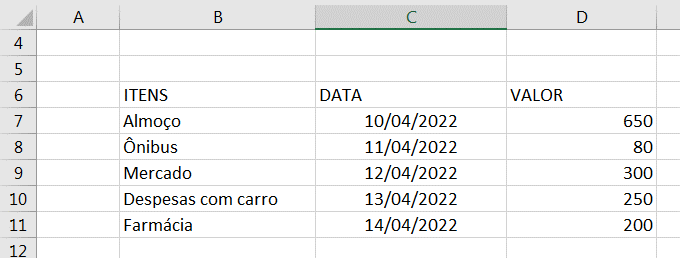 A B C D
4
5
6 ITENS DATA VALOR
7 Almoço 10/04/2022 650
8 Ônibus 11/04/2022 80
9 Mercado 12/04/2022 300
10 Despesas com carro 13/04/2022 250
11 Farmácia 14/04/2022 200
12